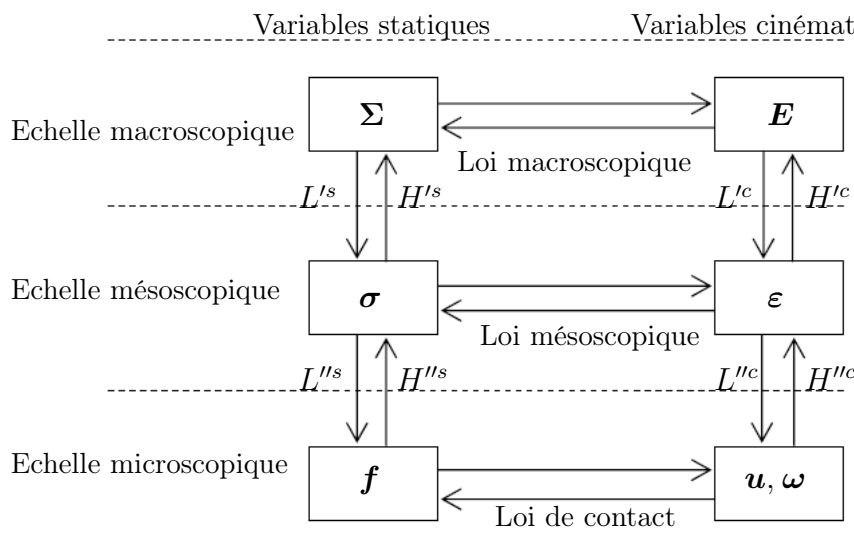 Variables statiques Variables cinémat
Σ E
Echelle macroscopique
Loi macroscopique
L′ˢ H′ˢ L′ᶜ H′ᶜ
σ ε
Echelle mésoscopique
Loi mésoscopique
L″ˢ H″ˢ L″ᶜ H″ᶜ
Echelle microscopique
f u, ω
Loi de contact